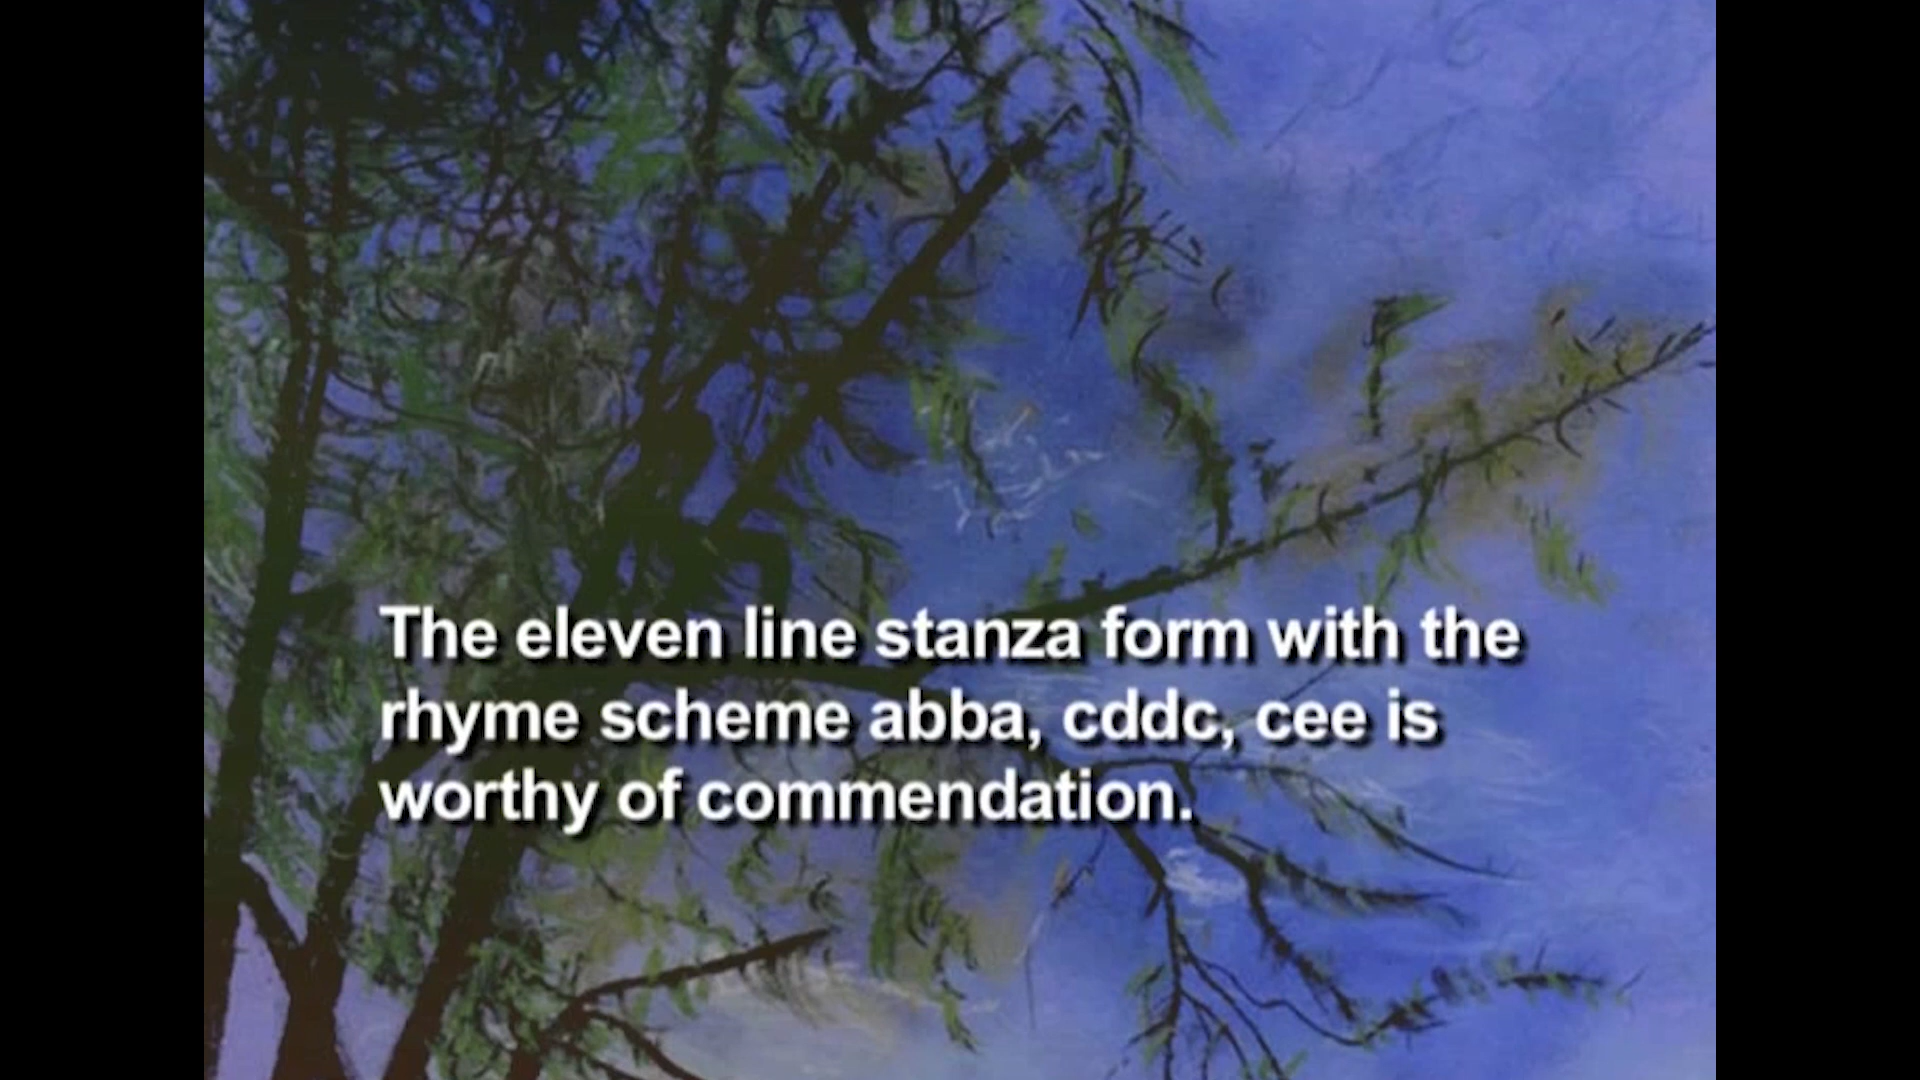 The eleven line stanza form with the
rhyme scheme abba, cddc, cee is
worthy of commendation.